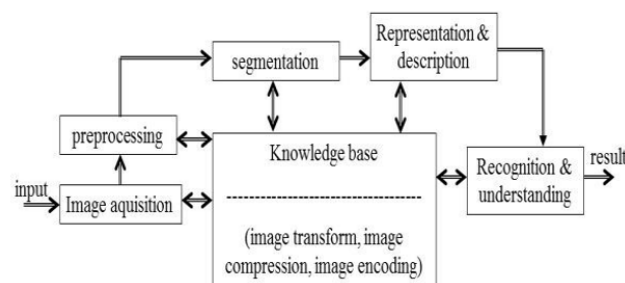 segmentation
Representation &
description
preprocessing
Knowledge base
input
Image aquisition
Recognition &
understanding
result
(image transform, image
compression, image encoding)